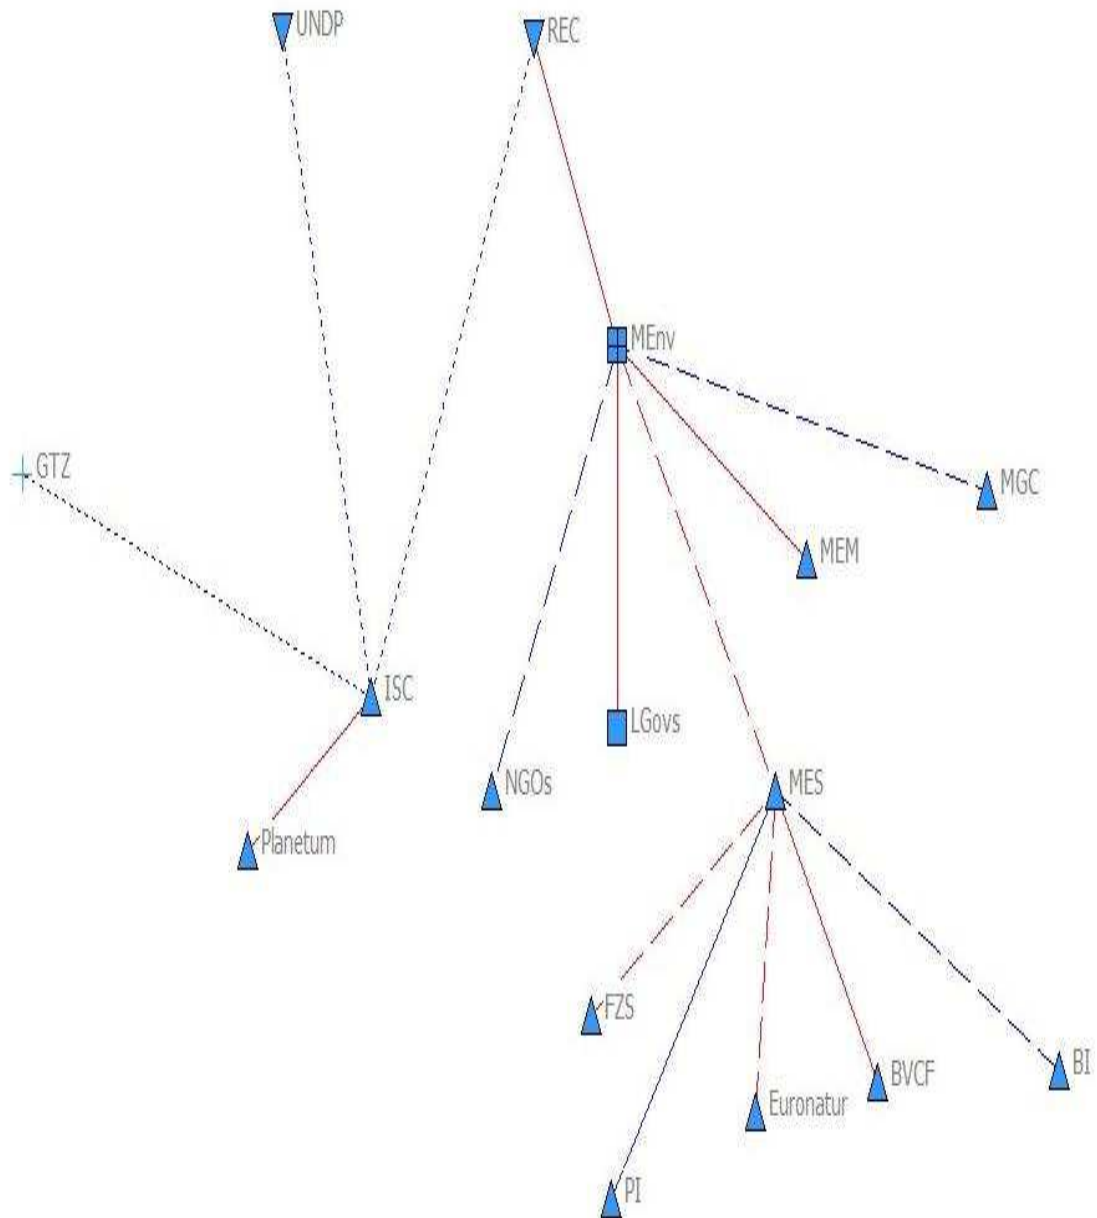 UNDP
REC
MEnv
GTZ
MGC
MEM
ISC
LGovs
NGOs
MES
Planetum
FZS
BI
BVCF
Euronatur
PI